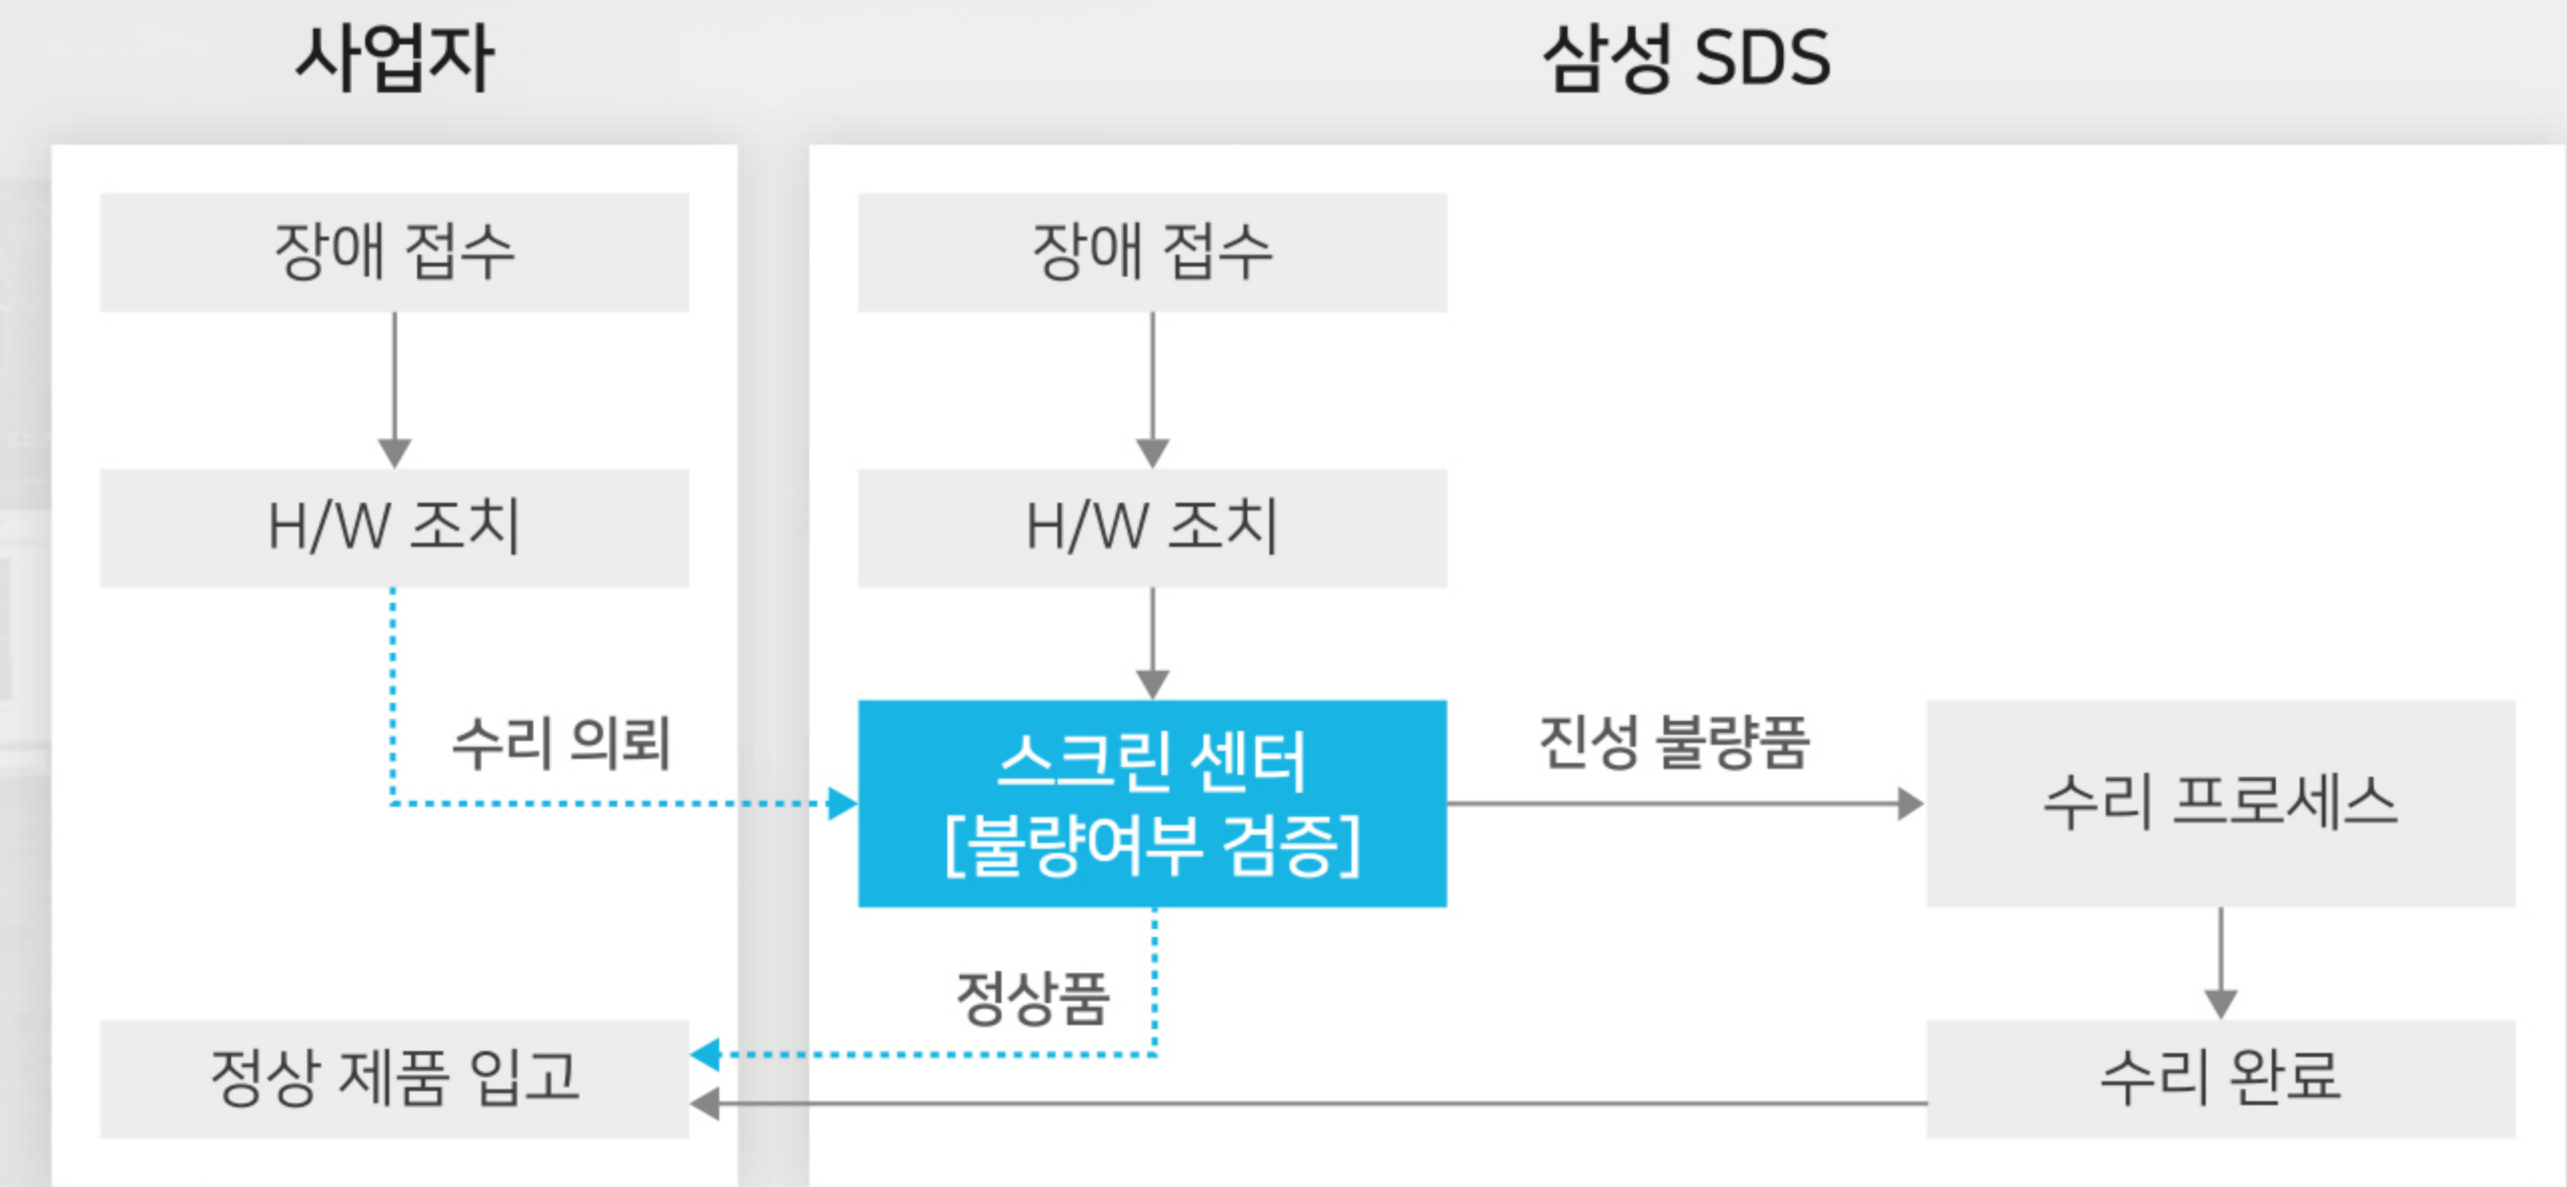 사업자
삼성 SDS
장애 접수
장애 접수
H/W 조치
H/W 조치
수리 의뢰
스크린 센터
[불량여부 검증]
진성 불량품
수리 프로세스
정상품
정상 제품 입고
수리 완료